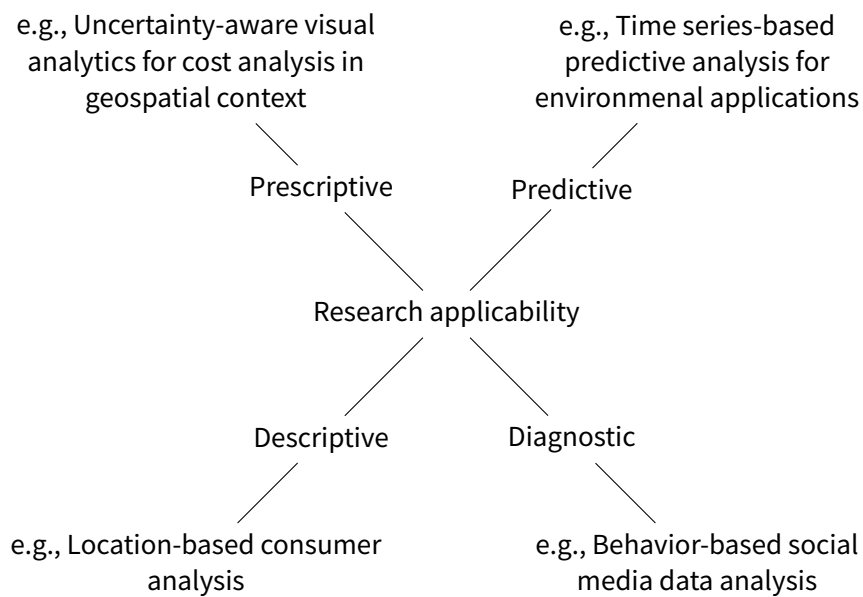 e.g., Uncertainty-aware visual
analytics for cost analysis in
geospatial context
e.g., Time series-based
predictive analysis for
environmenal applications
Prescriptive
Predictive
Research applicability
Descriptive
Diagnostic
e.g., Location-based consumer
analysis
e.g., Behavior-based social
media data analysis